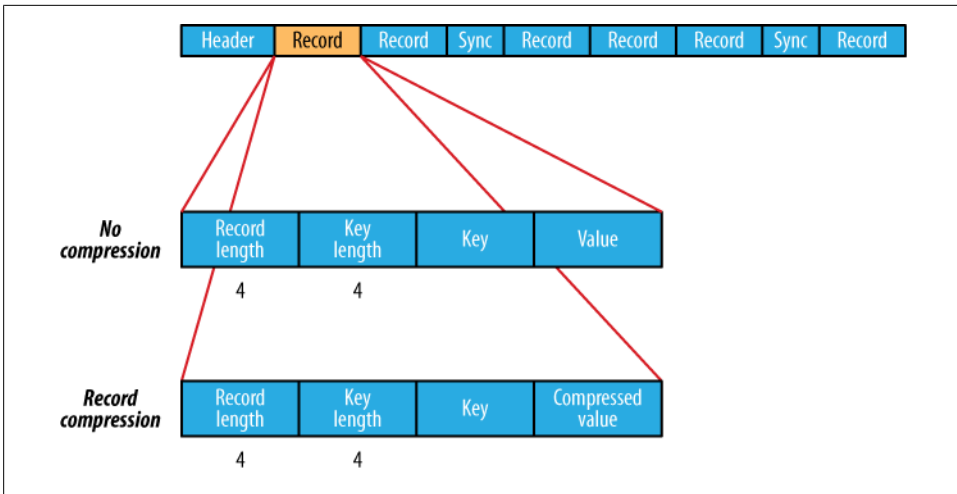 Header Record Record Sync Record Record Record Sync Record
No
compression
Record
length
Key
length
Key
Value
4 4
Record
compression
Record
length
Key
length
Key
Compressed
value
4 4